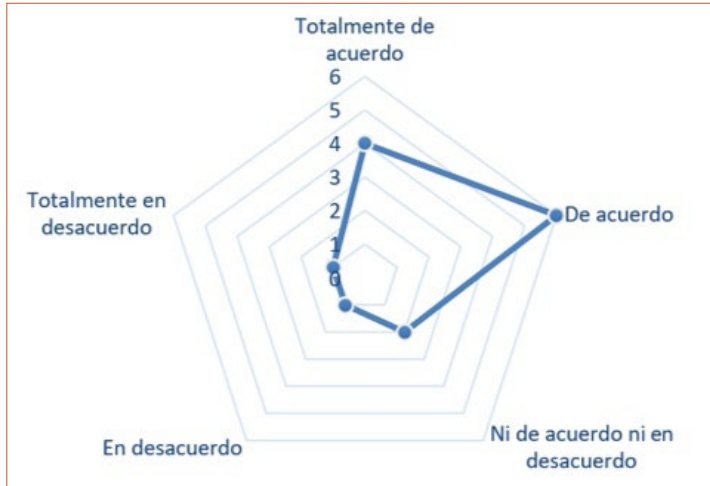 Totalmente de
acuerdo
6
5
4
3
2
1
0
De acuerdo
Ni de acuerdo ni en
desacuerdo
En desacuerdo
Totalmente en
desacuerdo